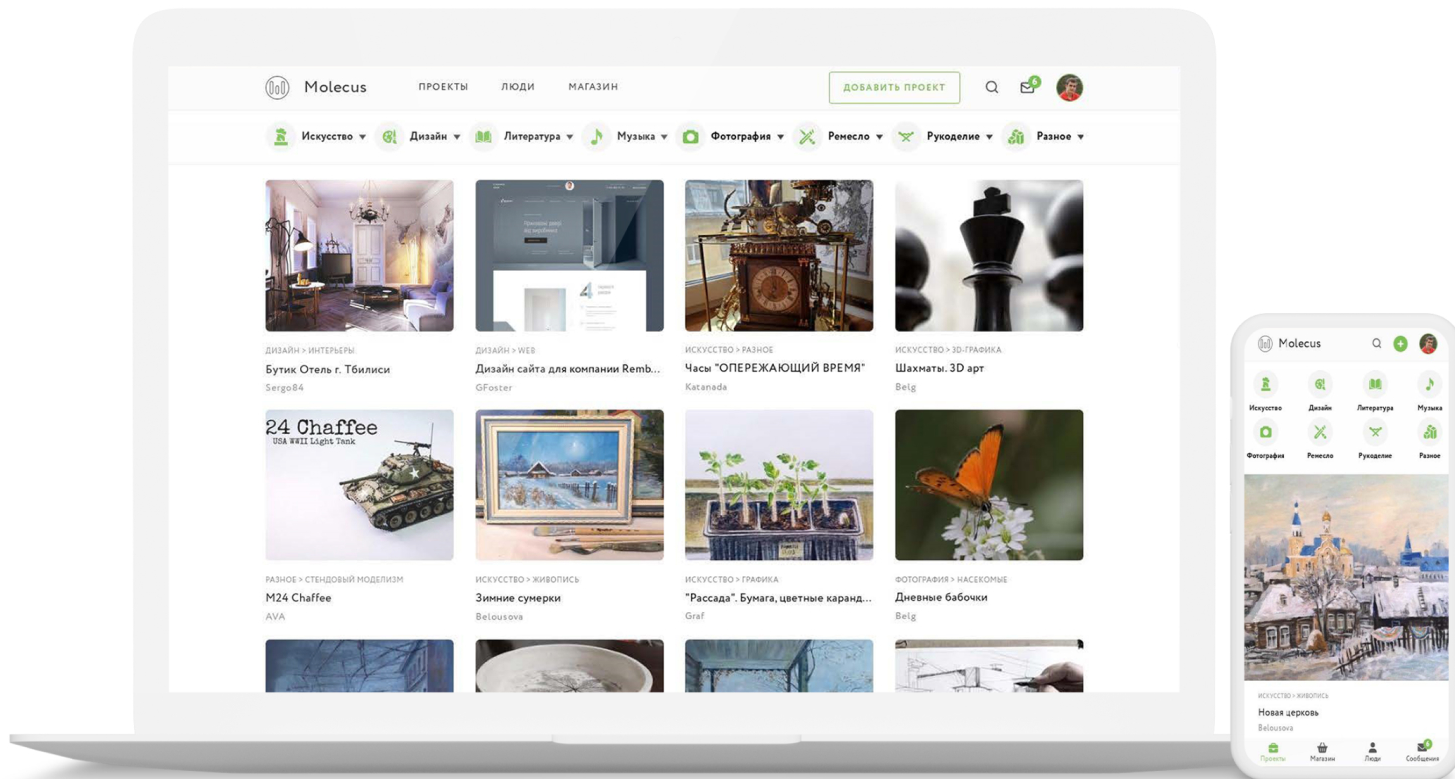 Molecus
ПРОЕКТЫ
ЛЮДИ
МАГАЗИН
ДОБАВИТЬ ПРОЕКТ
6
Искусство
Дизайн
Литература
Музыка
Фотография
Ремесло
Рукоделие
Разное
4
ДИЗАЙН > ИНТЕРЬЕРЫ
Бутик Отель г. Тбилиси
Sergo84
ДИЗАЙН > WEB
Дизайн сайта для компании Remb...
GFoster
ИСКУССТВО > РАЗНОЕ
Часы "ОПЕРЕЖАЮЩИЙ ВРЕМЯ"
Katanada
ИСКУССТВО > 3D-ГРАФИКА
Шахматы. 3D арт
Belg
24 Chaffee
USA WWII Light Tank
РАЗНОЕ > СТЕНДОВЫЙ МОДЕЛИЗМ
M24 Chaffee
AVA
ИСКУССТВО > ЖИВОПИСЬ
Зимние сумерки
Belousova
ИСКУССТВО > ГРАФИКА
"Рассада". Бумага, цветные каранд...
Graf
ФОТОГРАФИЯ > НАСЕКОМЫЕ
Дневные бабочки
Belg
Molecus
Искусство
Дизайн
Литература
Музыка
Фотография
Ремесло
Рукоделие
Разное
ИСКУССТВО > ЖИВОПИСЬ
Новая церковь
Belousova
Проекты
Магазин
Люди
Сообщения